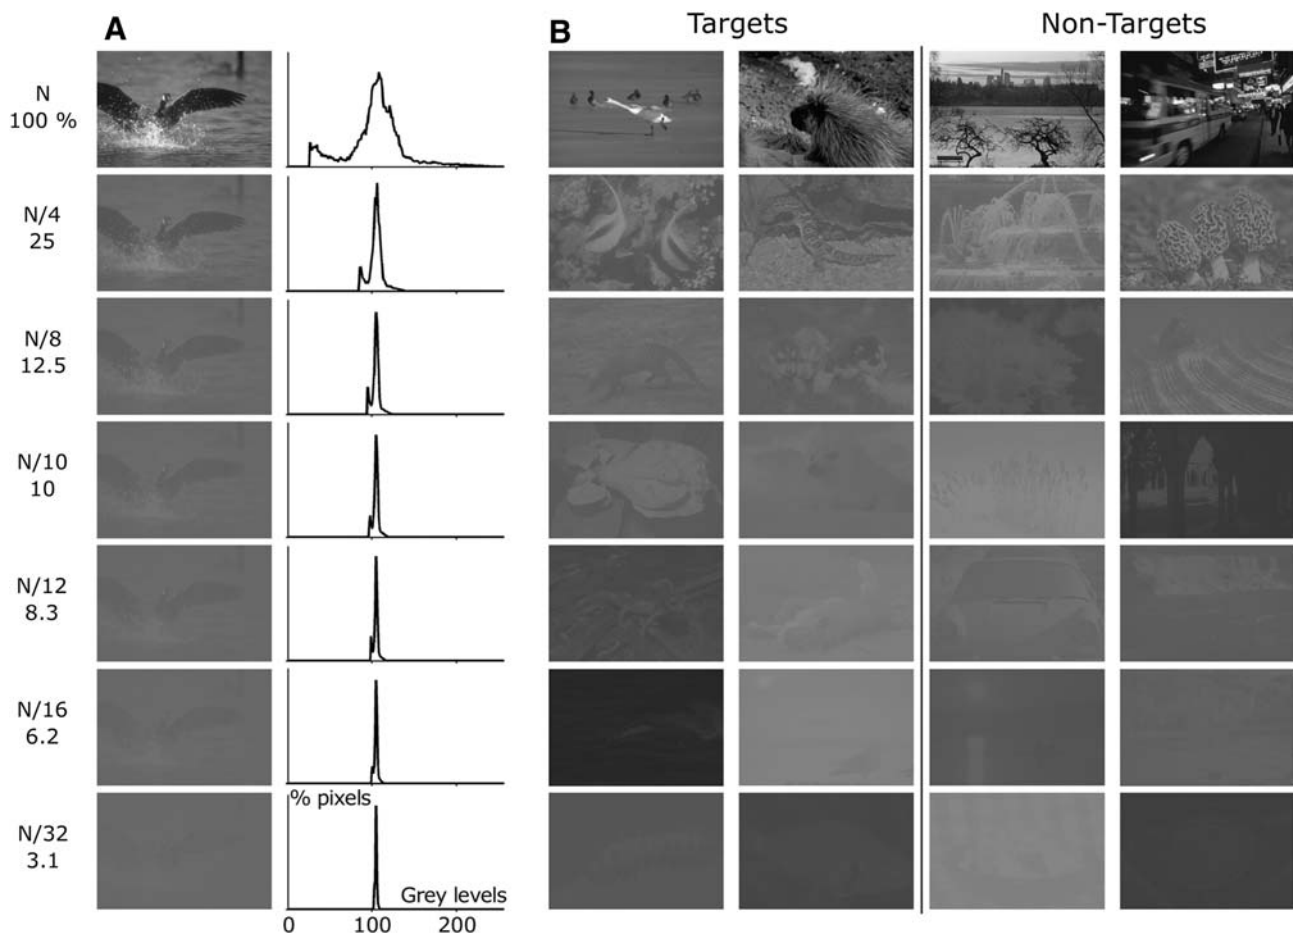 A
B
Targets
Non-Targets
N
100 %
N/4
25
N/8
12.5
N/10
10
N/12
8.3
N/16
6.2
% pixels
N/32
3.1
Grey levels
0 100 200